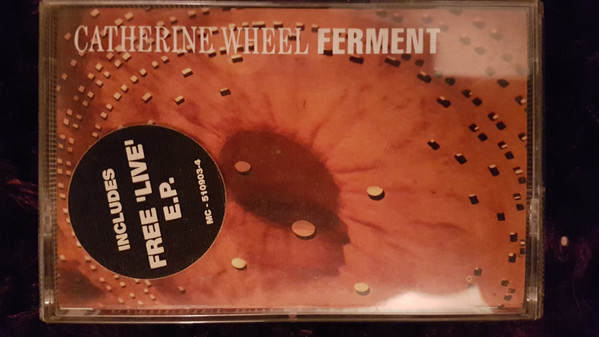 CATHERINE WHEEL FERMENT
INCLUDES
FREE 'LIVE'
E.P.
MC - 510903-4